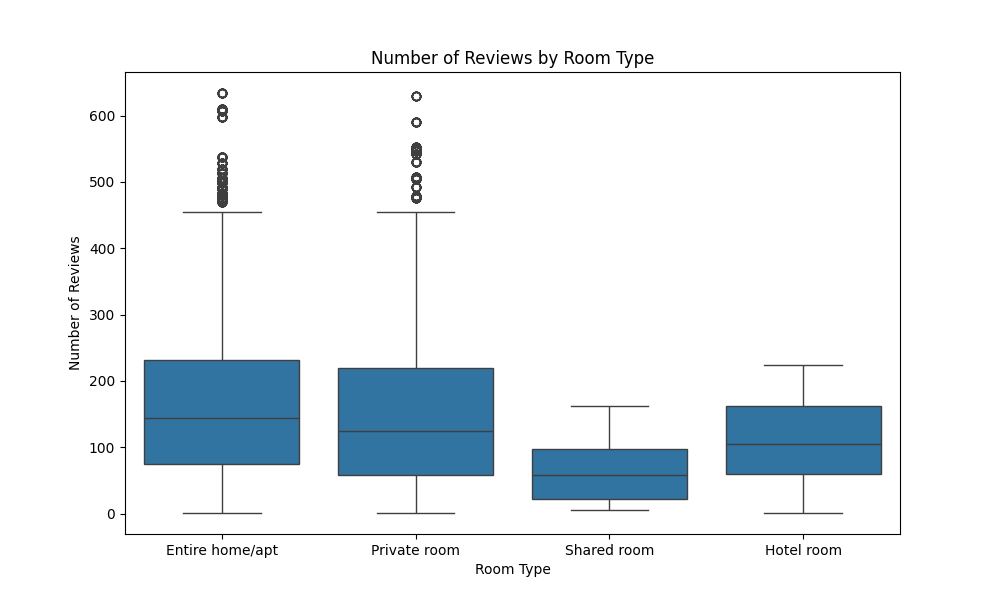 Number of Reviews by Room Type
Number of Reviews
600
500
400
300
200
100
0
Entire home/apt Private room Shared room Hotel room
Room Type